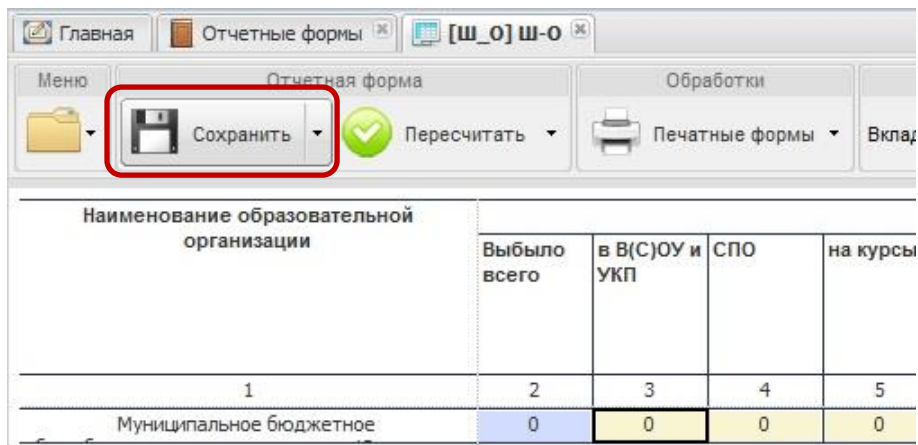 Главная Отчетные формы [Ш_О] Ш-О
Меню Отчетная форма Обработки
Сохранить Пересчитать Печатные формы Вклад
Наименование образовательной
организации
Выбыло в В(С)ОУ и СПО на курсы
всего УКП
1 2 3 4 5
Муниципальное бюджетное 0 0 0 0